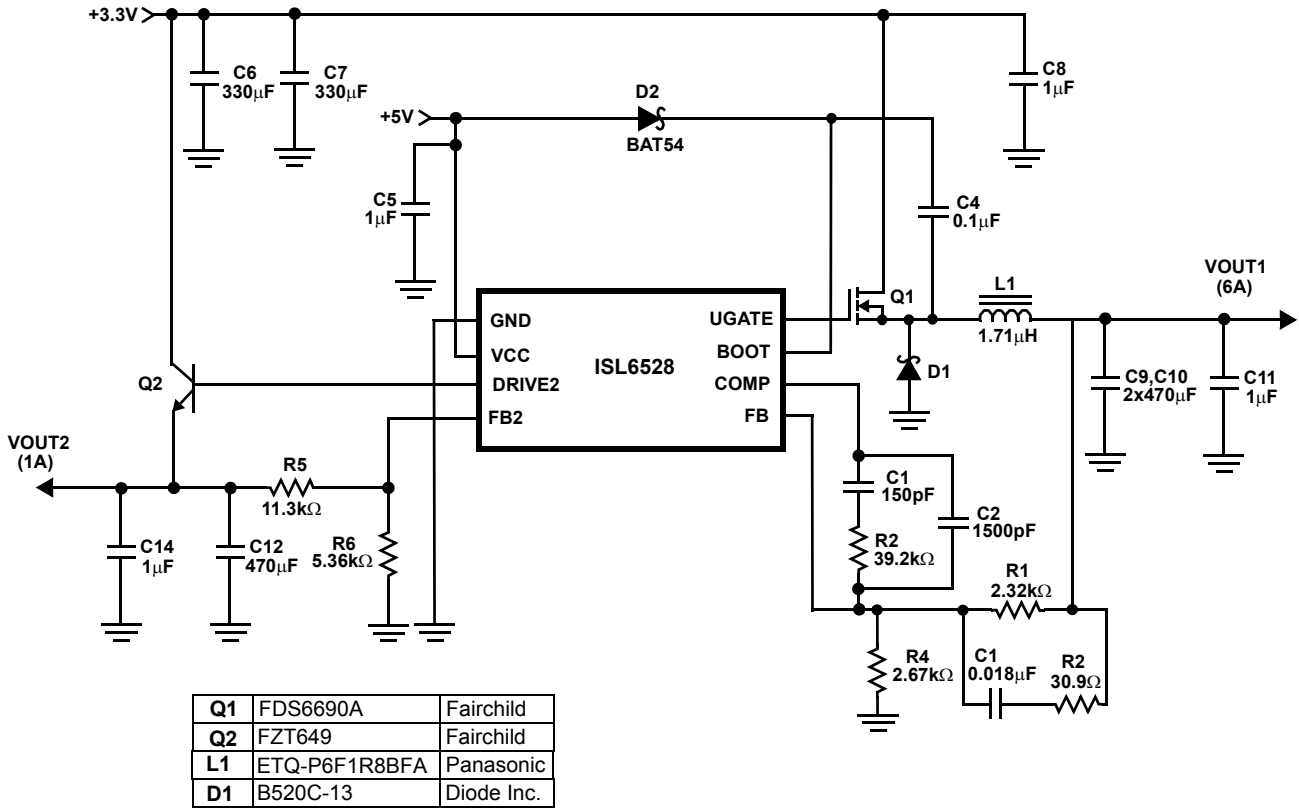 +3.3V
C6
330µF
C7
330µF
C8
1µF
D2
+5V
BAT54
C5
1µF
C4
0.1µF
VOUT1
(6A)
L1
Q1
1.71µH
GND
UGATE
VCC
BOOT
ISL6528
DRIVE2
COMP
FB2
FB
Q2
D1
C9,C10
2x470µF
C11
1µF
VOUT2
(1A)
R5
11.3kΩ
C1
150pF
C2
1500pF
R2
39.2kΩ
C14
1µF
C12
470µF
R6
5.36kΩ
R1
2.32kΩ
R4
2.67kΩ
C1
0.018µF
R2
30.9Ω
Q1 FDS6690A Fairchild
Q2 FZT649 Fairchild
L1 ETQ-P6F1R8BFA Panasonic
D1 B520C-13 Diode Inc.